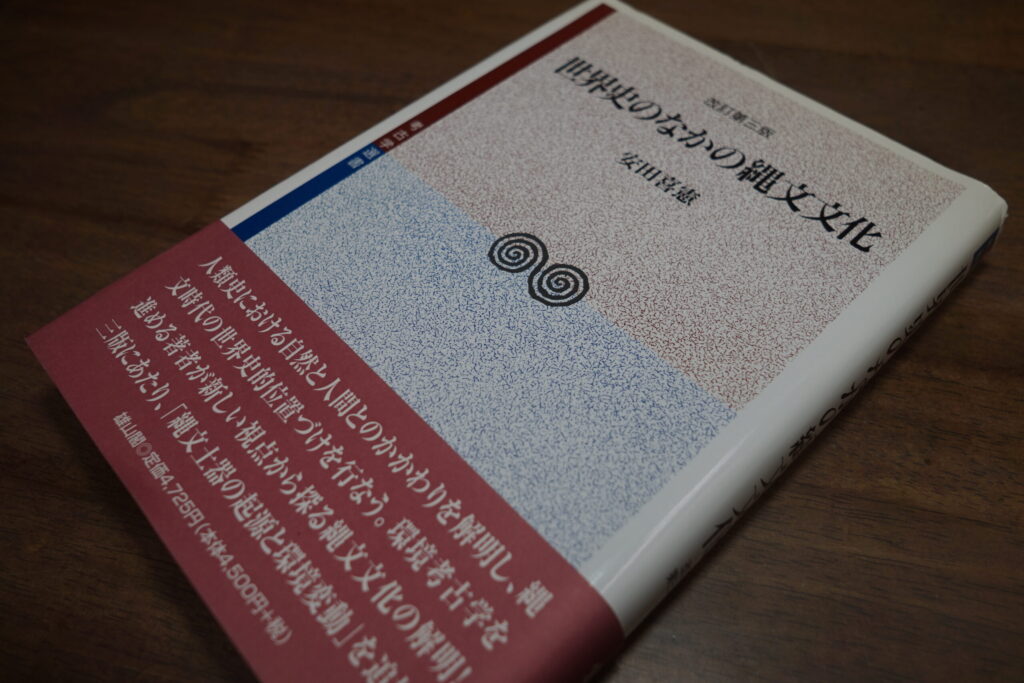 改訂第三版
世界史のなかの縄文文化
安田喜憲
考古学選書
人類史における自然と人間とのかかわりを解明し、縄
文時代の世界史的位置づけを行なう。環境考古学を
進める著者が新しい視点から探る縄文文化の解明!
三版にあたり、「縄文土器の起源と環境変動」を追
雄山閣◎定価4,725円(本体4,500円+税)